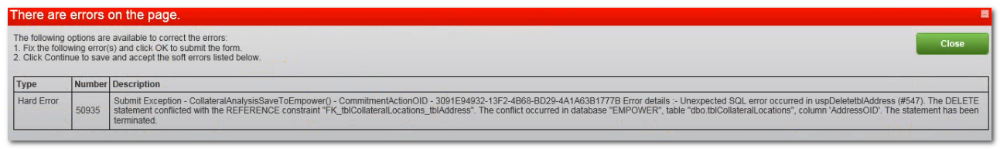 There are errors on the page.
The following options are available to correct the errors:
1. Fix the following error(s) and click OK to submit the form.
2. Click Continue to save and accept the soft errors listed below.
Close
Type Number Description
Hard Error 50935 Submit Exception - CollateralAnalysisSaveToEmpower() - CommitmentActionOID - 3091E94932-13F2-4B68-BD29-4A1A63B1777B Error details :- Unexpected SQL error occurred in uspDeletetblAddress (#547). The DELETE
statement conflicted with the REFERENCE constraint "FK_tblCollateralLocations_tblAddress". The conflict occurred in database "EMPOWER", table "dbo.tblCollateralLocations", column 'AddressOID'. The statement has been
terminated.